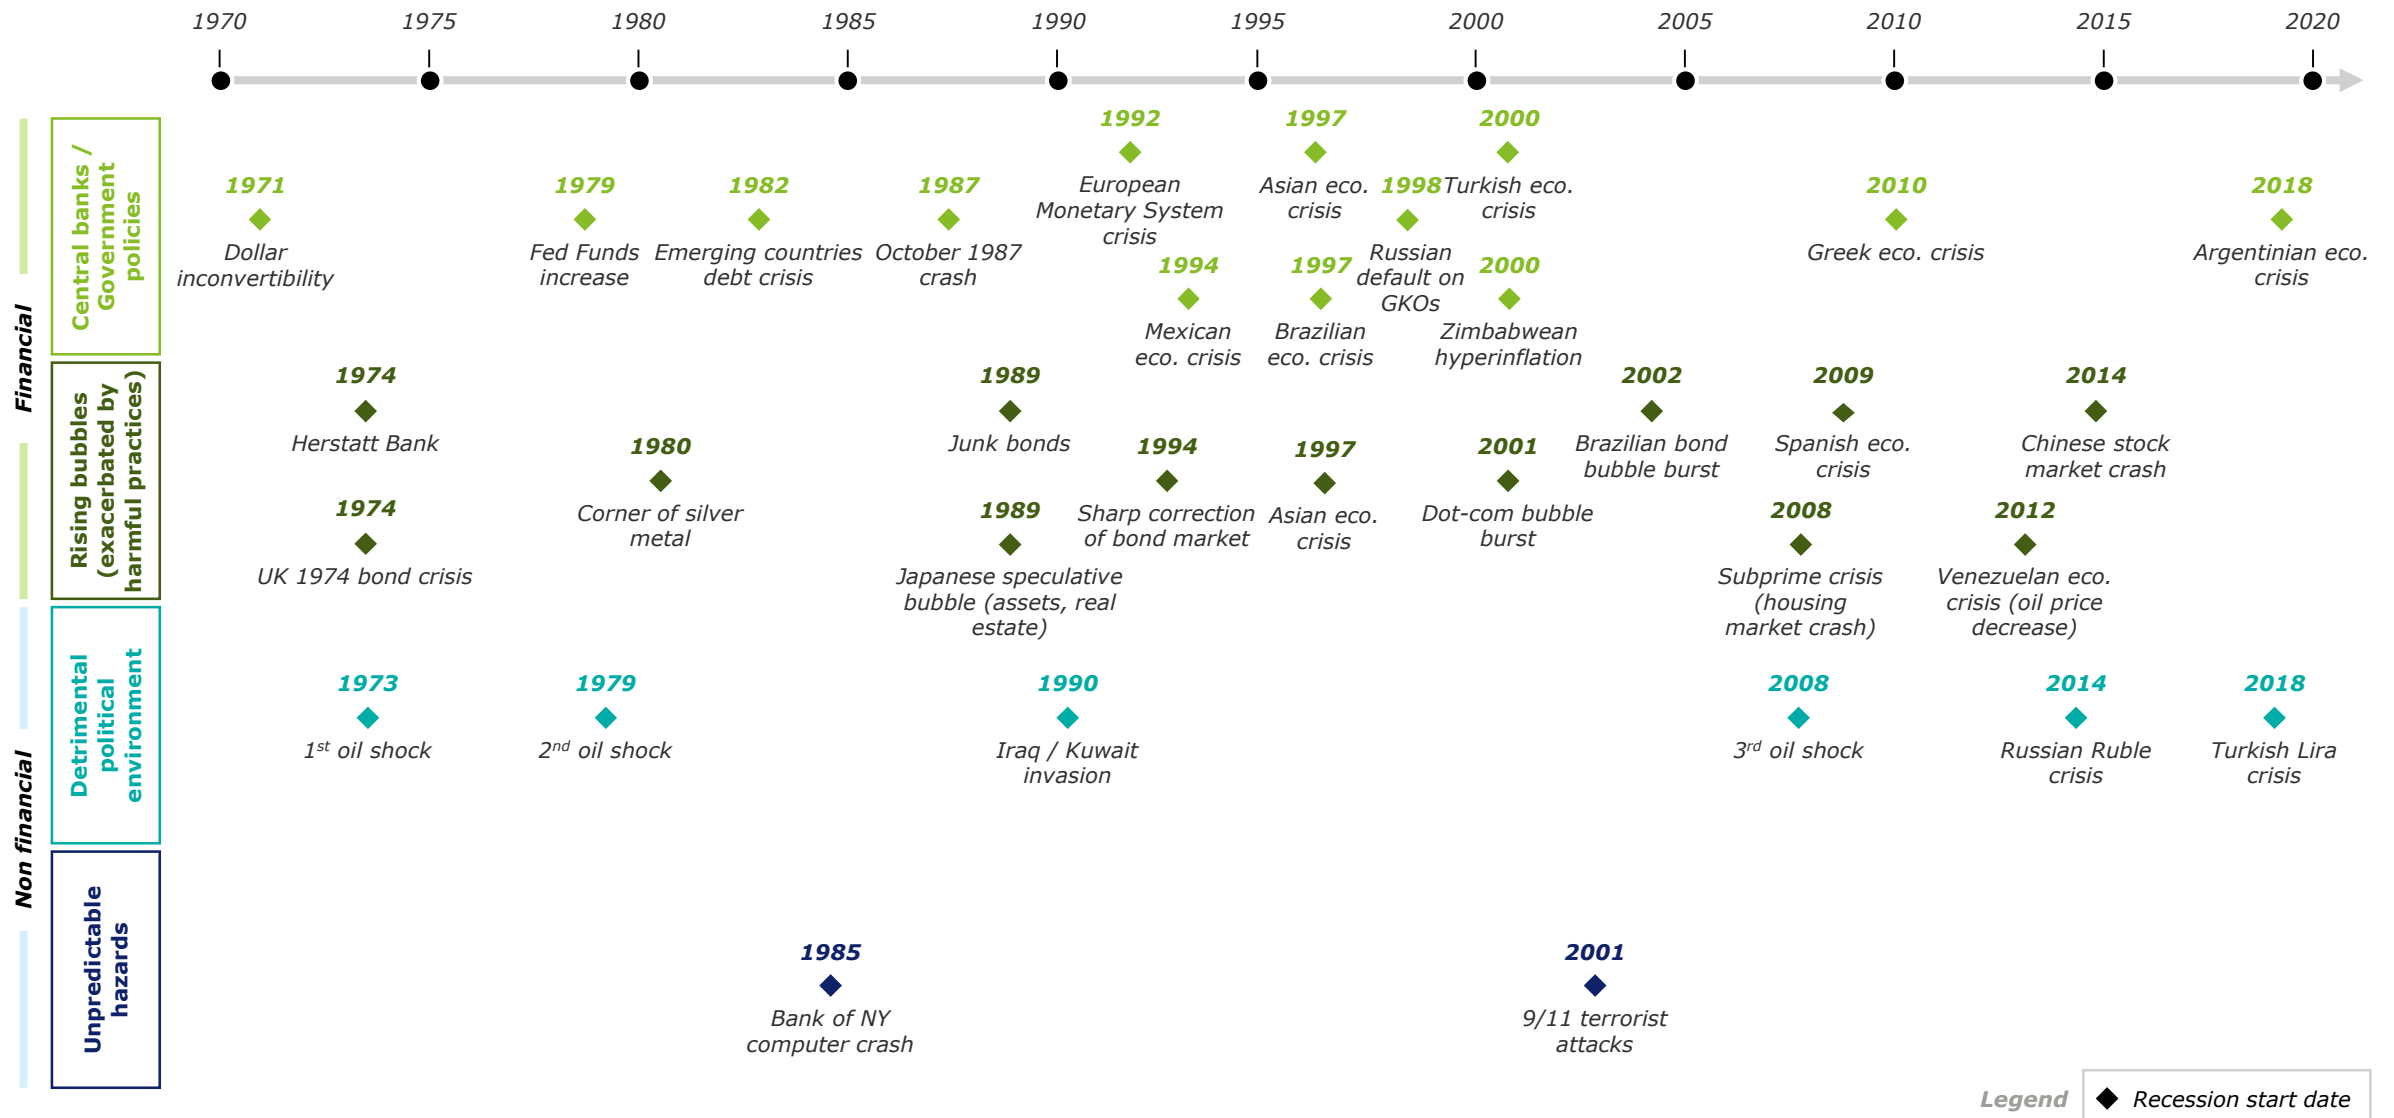 1970 1975 1980 1985 1990 1995 2000 2005 2010 2015 2020
Financial
Central banks /
Government
policies
1971
Dollar
inconvertibility
1979
Fed Funds
increase
1982
Emerging countries
debt crisis
1987
October 1987
crash
1992
European
Monetary System
crisis
1994
Mexican
eco. crisis
1997
Asian eco.
crisis
1997
Brazilian
eco. crisis
1998
Russian
default on
GKOs
2000
Turkish eco.
crisis
2000
Zimbabwean
hyperinflation
2010
Greek eco. crisis
2018
Argentinian eco.
crisis
Rising bubbles
(exacerbated by
harmful practices)
1974
Herstatt Bank
1974
UK 1974 bond crisis
1980
Corner of silver
metal
1989
Junk bonds
1989
Japanese speculative
bubble (assets, real
estate)
1994
Sharp correction
of bond market
1997
Asian eco.
crisis
2001
Dot-com bubble
burst
2002
Brazilian bond
bubble burst
2009
Spanish eco.
crisis
2008
Subprime crisis
(housing
market crash)
2012
Venezuelan eco.
crisis (oil price
decrease)
2014
Chinese stock
market crash
Non financial
Detrimental
political
environment
1973
1st oil shock
1979
2nd oil shock
1990
Iraq / Kuwait
invasion
2008
3rd oil shock
2014
Russian Ruble
crisis
2018
Turkish Lira
crisis
Unpredictable
hazards
1985
Bank of NY
computer crash
2001
9/11 terrorist
attacks
Legend
Recession start date